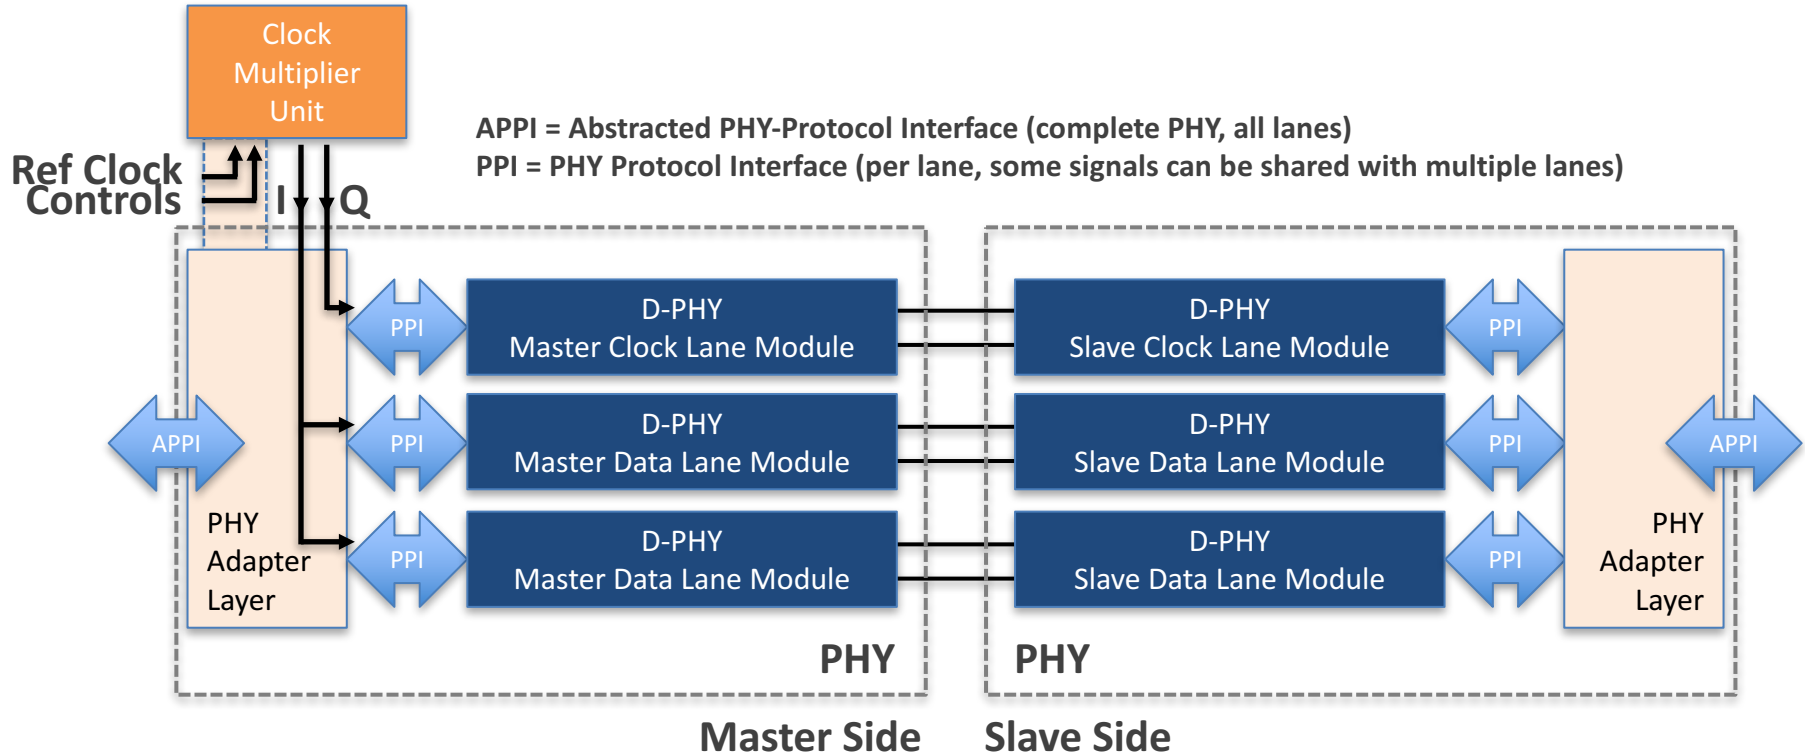 Clock
Multiplier
Unit
APPI = Abstracted PHY-Protocol Interface (complete PHY, all lanes)
PPI = PHY Protocol Interface (per lane, some signals can be shared with multiple lanes)
Ref Clock
Controls
I
Q
PPI
D-PHY
Master Clock Lane Module
D-PHY
Slave Clock Lane Module
PPI
APPI
PPI
D-PHY
Master Data Lane Module
D-PHY
Slave Data Lane Module
PPI
APPI
PHY
Adapter
Layer
PPI
D-PHY
Master Data Lane Module
D-PHY
Slave Data Lane Module
PPI
PHY
Adapter
Layer
PHY
PHY
Master Side
Slave Side